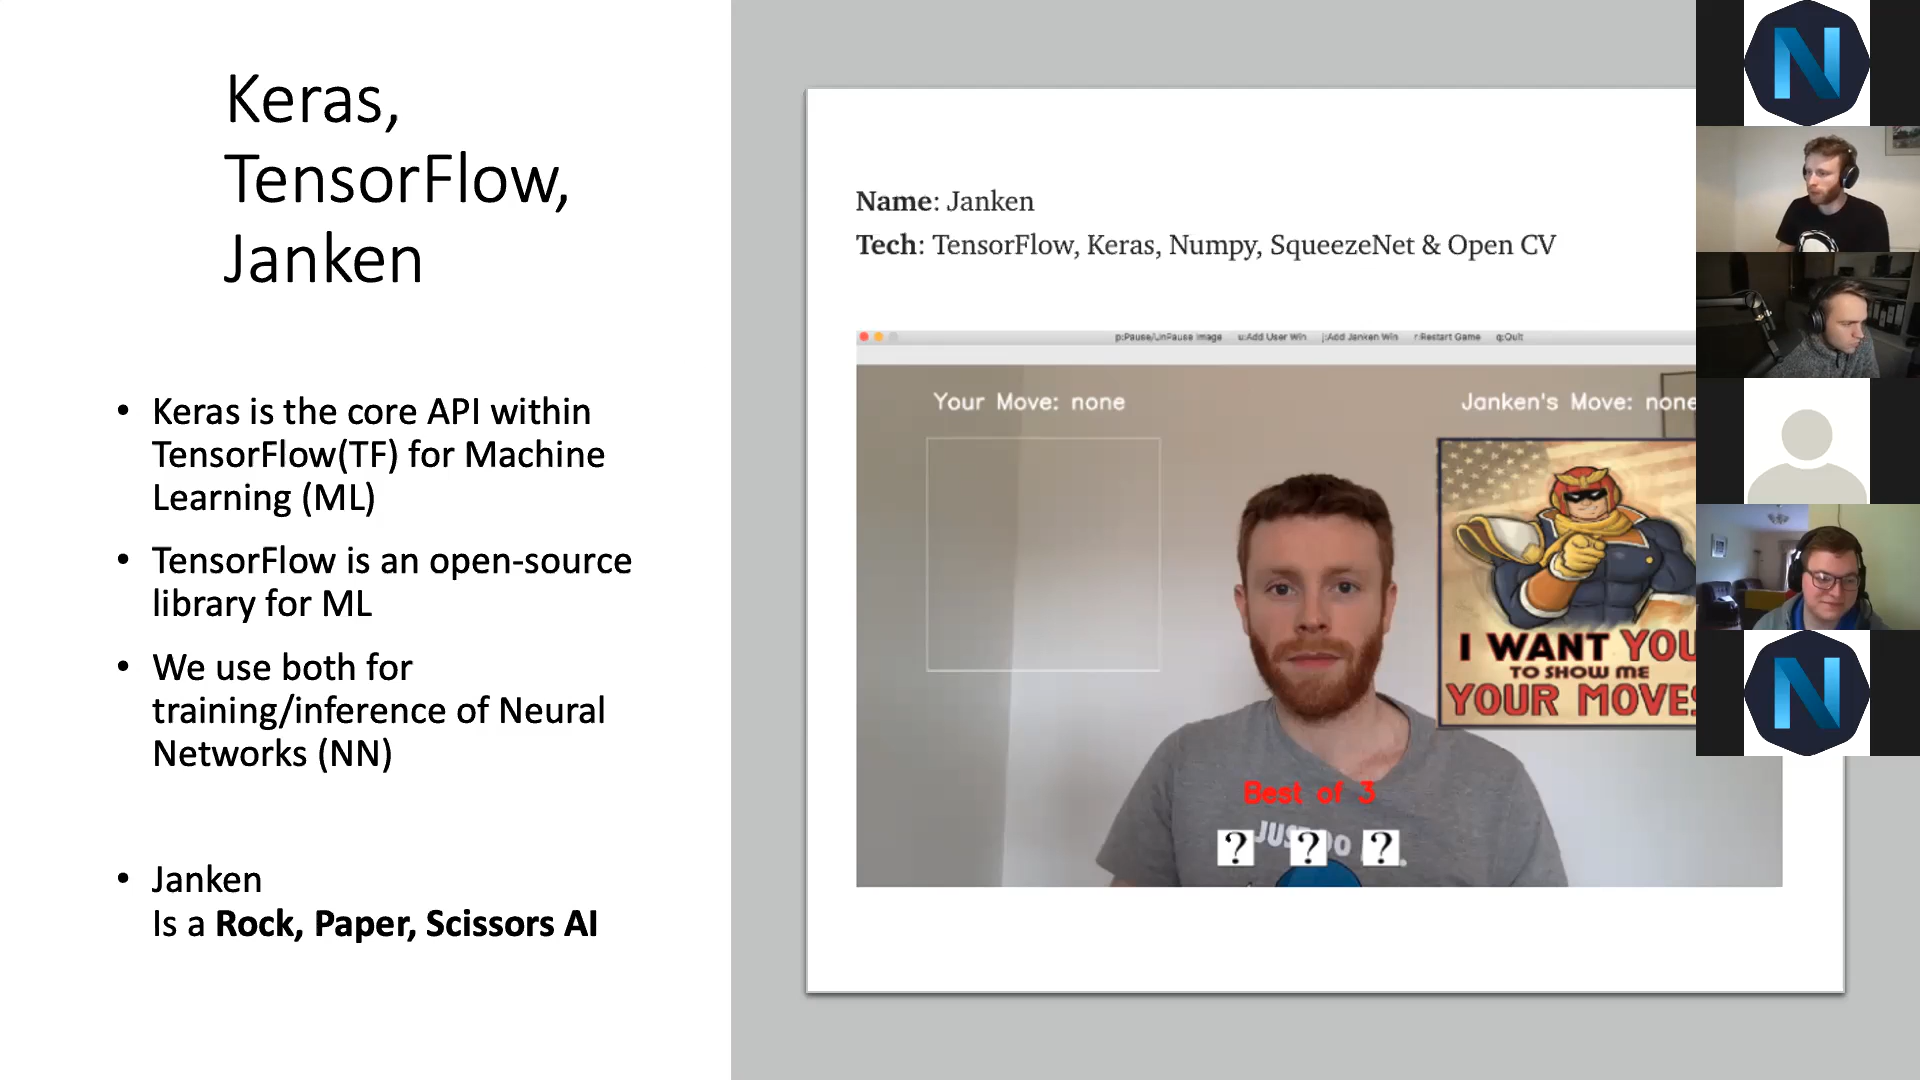 Keras,
TensorFlow,
Janken
• Keras is the core API within
TensorFlow(TF) for Machine
Learning (ML)
• TensorFlow is an open-source
library for ML
• We use both for
training/inference of Neural
Networks (NN)
• Janken
Is a Rock, Paper, Scissors AI
Name: Janken
Tech: TensorFlow, Keras, Numpy, SqueezeNet & Open CV
p:Pause/UnPause Image u:Add User Win j:Add Janken Win r:Restart Game q:Quit
Your Move: none
Janken's Move: none
I WANT YOU
TO SHOW ME
YOUR MOVES
Best of 3
JUS DO
? ? ?
N
N